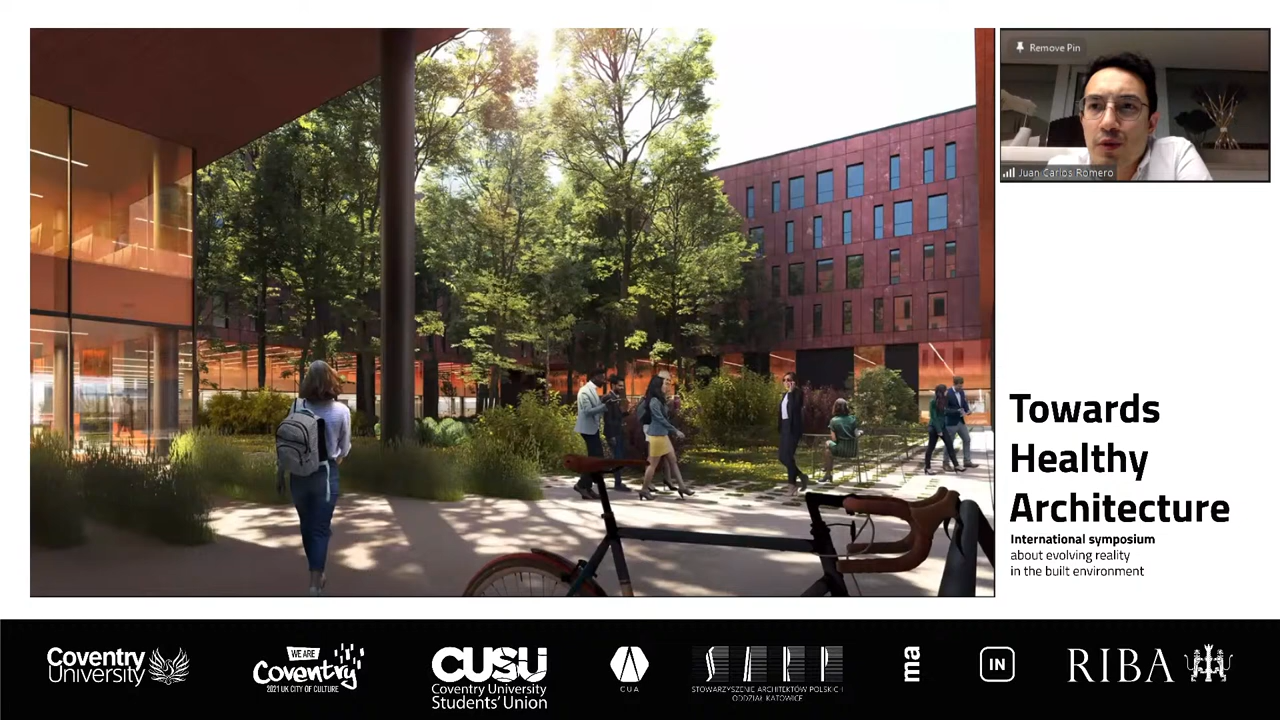 Remove Pin
Juan Carlos Romero
Towards
Healthy
Architecture
International symposium
about evolving reality
in the built environment
Coventry
University
WE ARE
Coventry
2021 UK CITY OF CULTURE
CUSU
Coventry University
Students' Union
CUA
SARP
STOWARZYSZENIE ARCHITEKTÓW POLSKICH
ODDZIAŁ KATOWICE
ma
IN
RIBA